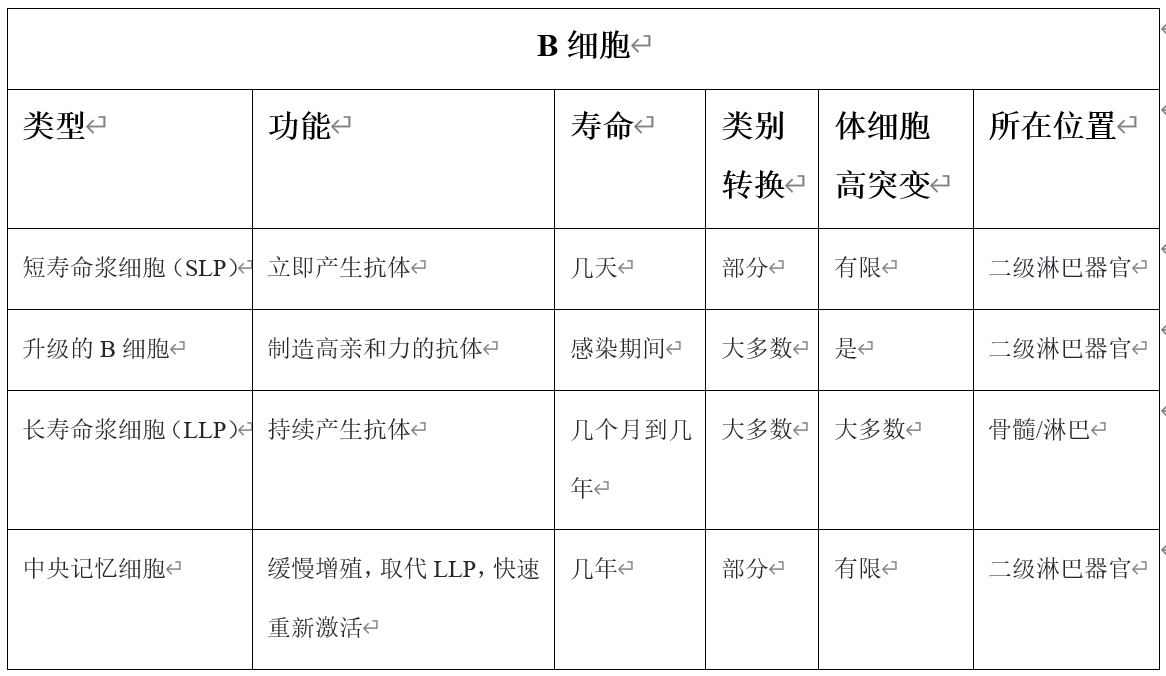 B 细胞
类型 功能 寿命 类别 体细胞 所在位置
转换 高突变
短寿命浆细胞（SLP） 立即产生抗体 几天 部分 有限 二级淋巴器官
升级的 B 细胞 制造高亲和力的抗体 感染期间 大多数 是 二级淋巴器官
长寿命浆细胞（LLP） 持续产生抗体 几个月到几 大多数 大多数 骨髓/淋巴
年
中央记忆细胞 缓慢增殖，取代 LLP，快速 几年 部分 有限 二级淋巴器官
重新激活